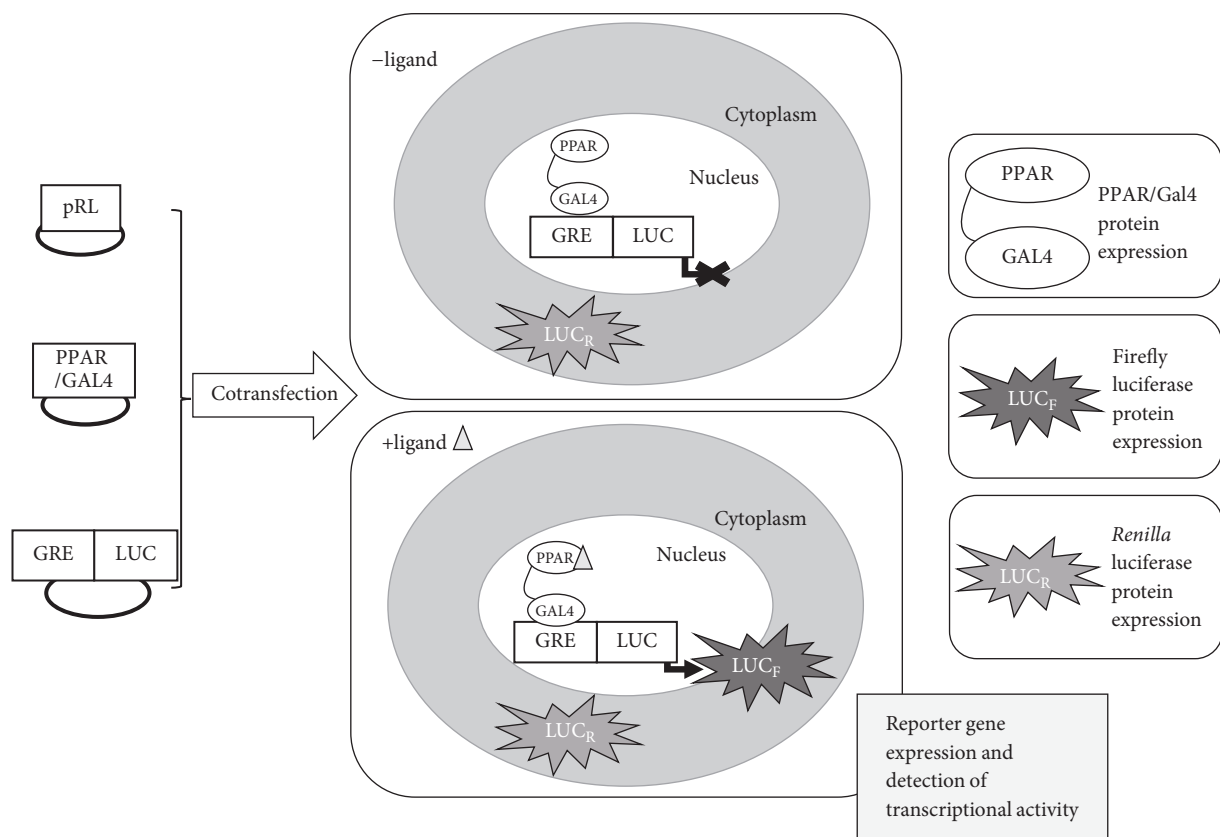 pRL
PPAR
/GAL4
GRE LUC
Cotransfection
−ligand
Cytoplasm
Nucleus
PPAR
GAL4
GRE LUC
LUCR
+ligand
Cytoplasm
Nucleus
PPAR
GAL4
GRE LUC
LUCF
LUCR
PPAR
GAL4
PPAR/Gal4
protein
expression
LUCF
Firefly
luciferase
protein
expression
LUCR
Renilla
luciferase
protein
expression
Reporter gene
expression and
detection of
transcriptional activity